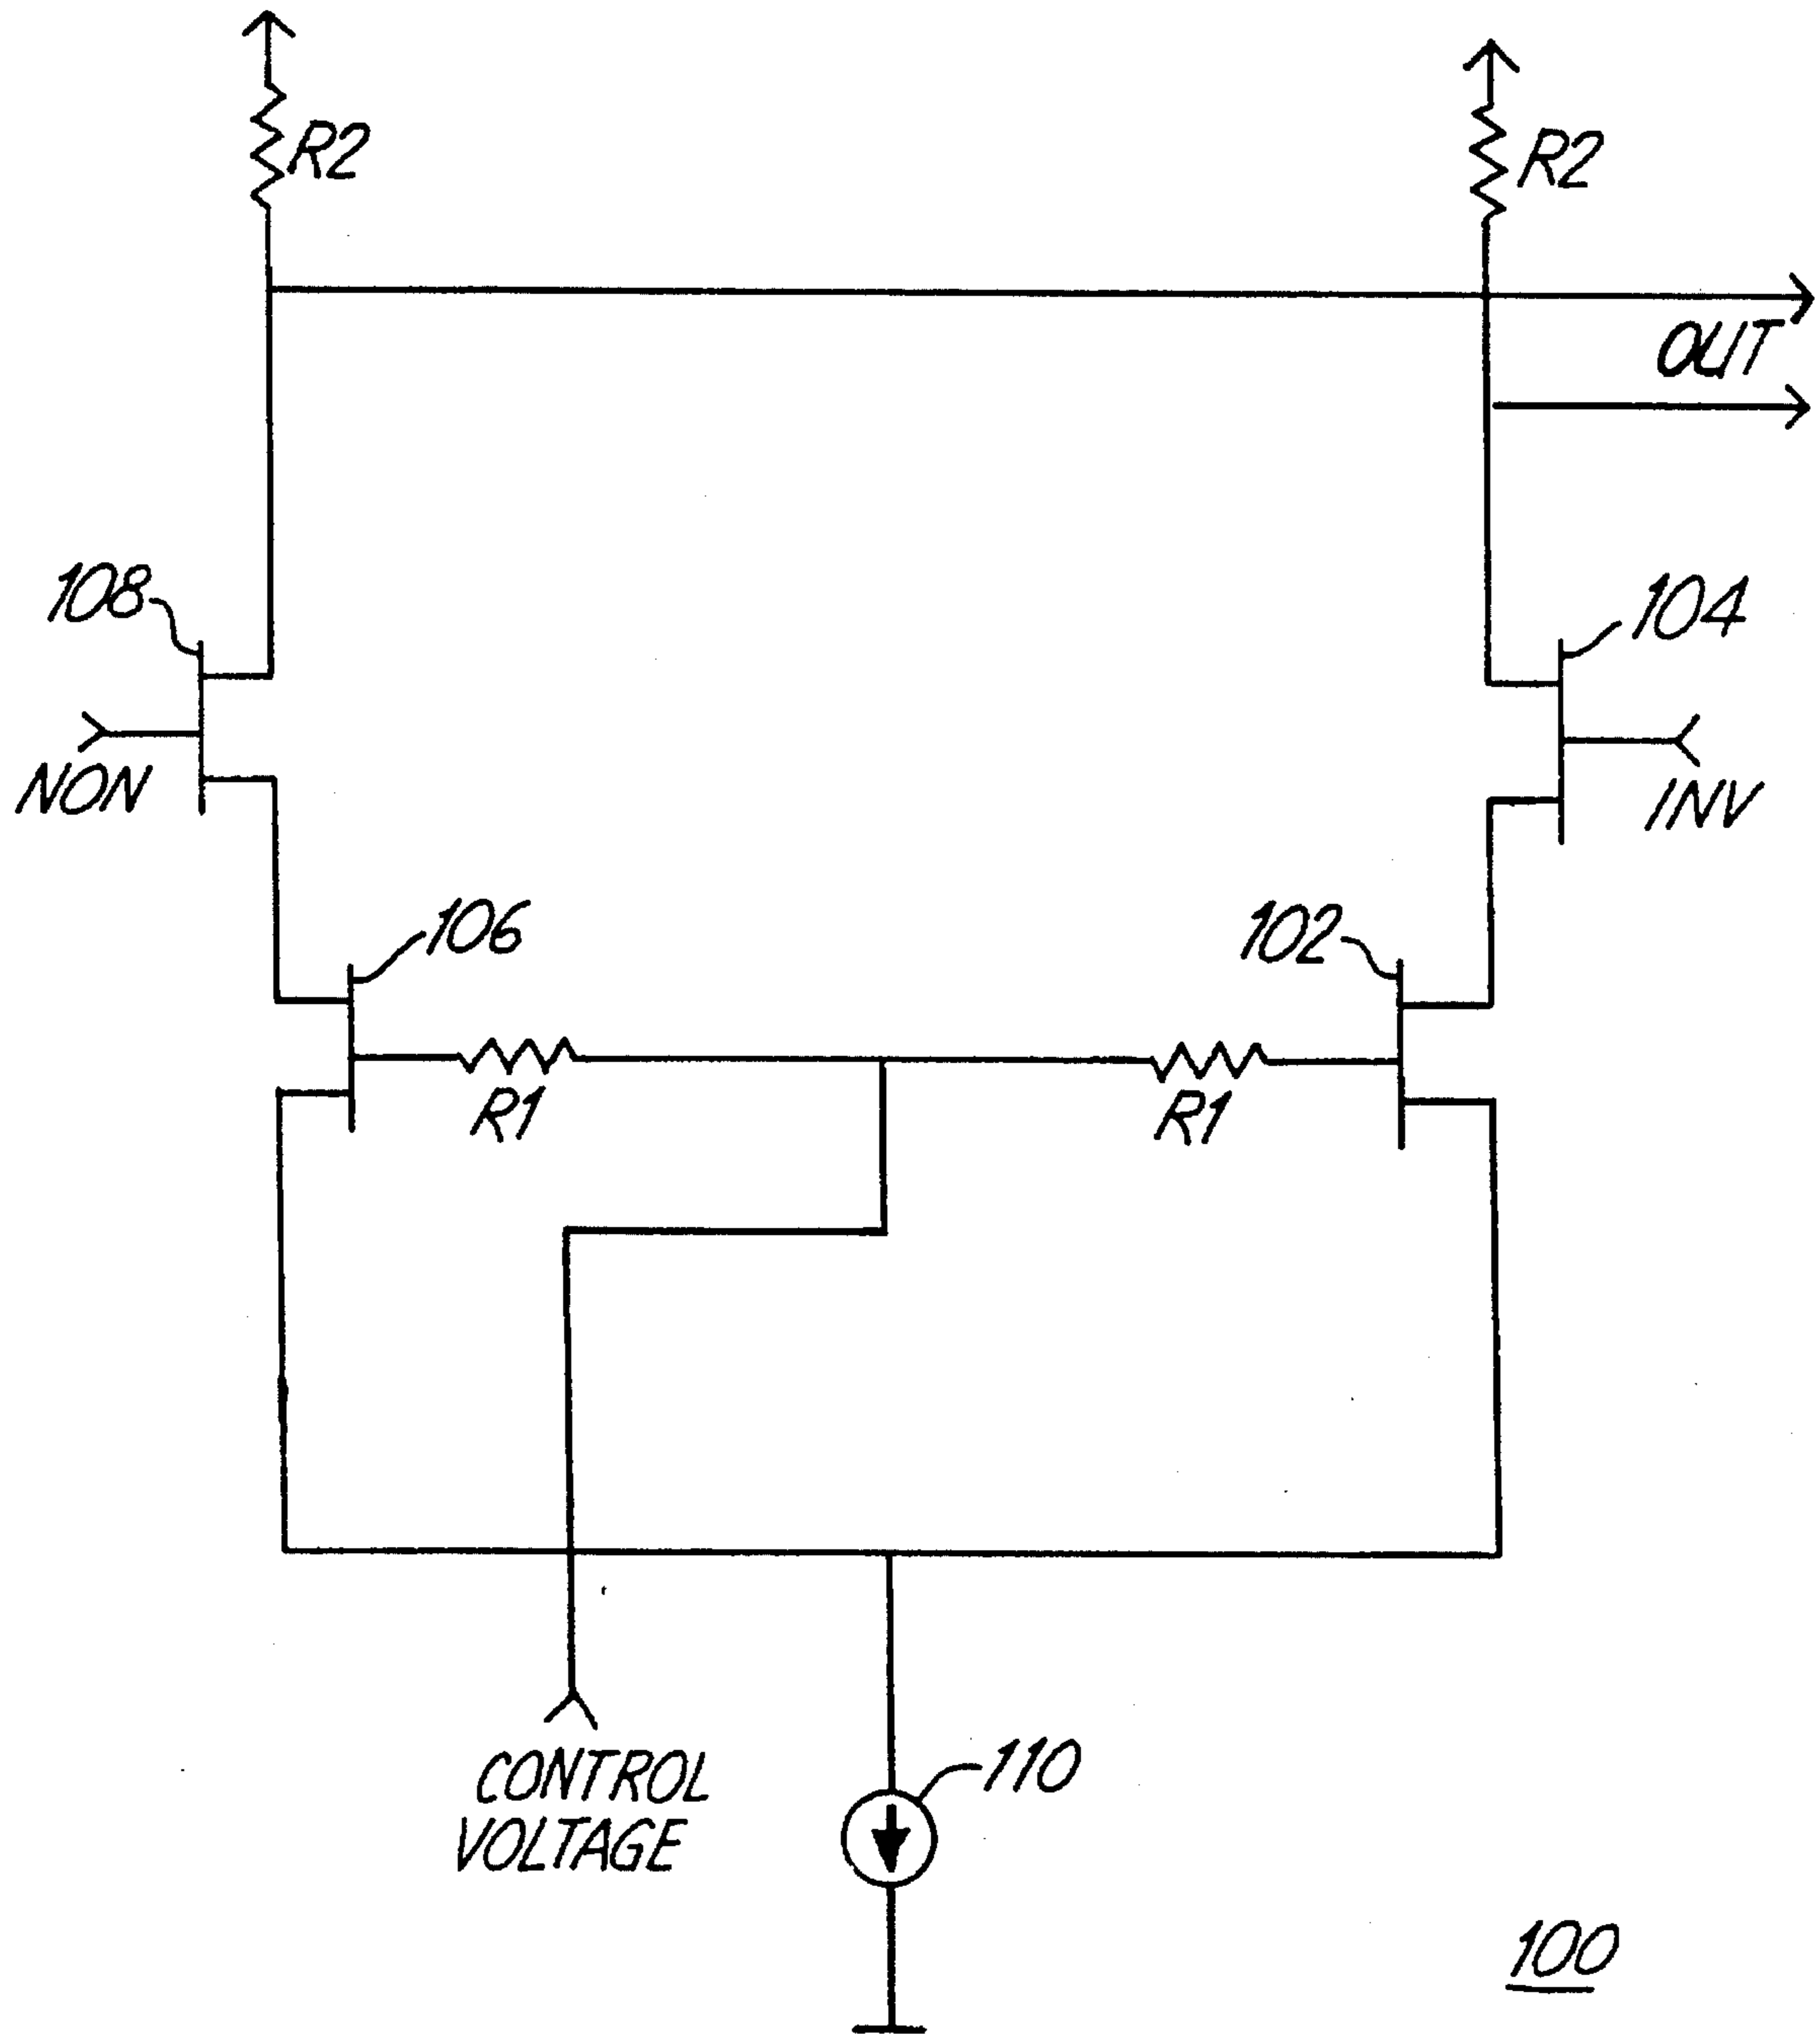 R2
R2
OUT
108
104
NON
INV
106
102
R1
R1
CONTROL
VOLTAGE
110
100